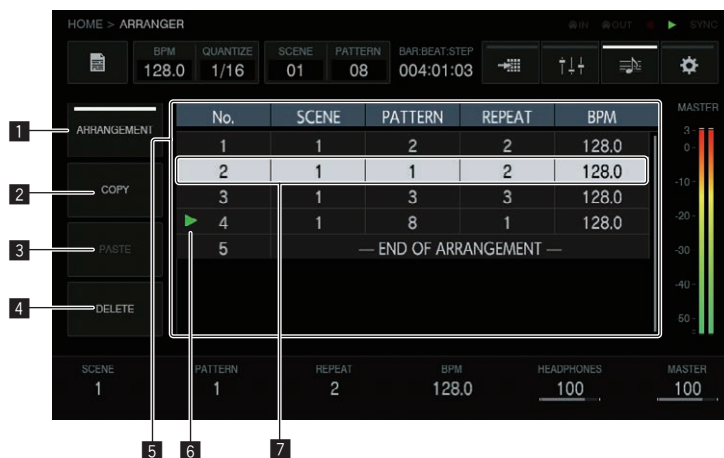 HOME > ARRANGER
IN OUT SYNC
BPM QUANTIZE SCENE PATTERN BAR:BEAT:STEP
128.0 1/16 01 08 004:01:03
MASTER
1 ARRANGEMENT
2 COPY
3 PASTE
4 DELETE
No. SCENE PATTERN REPEAT BPM
1 1 2 2 128.0
2 1 1 2 128.0
3 1 3 3 128.0
4 1 8 1 128.0
5 — END OF ARRANGEMENT —
3
0
-10
-20
-30
-40
50
SCENE PATTERN REPEAT BPM HEADPHONES MASTER
1 1 2 128.0 100 100
5 6 7